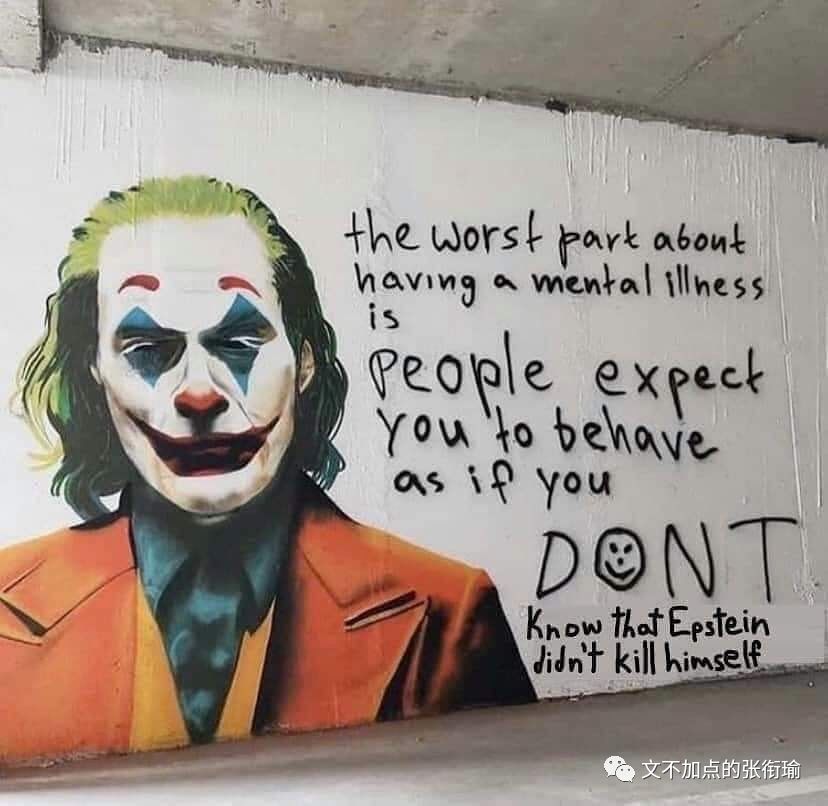 the worst part about
having a mental illness
is
people expect
you to behave
as if you
DONT
Know that Epstein
didn't kill himself
文不加点的张衔瑜